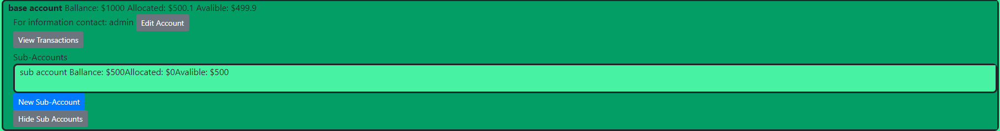 base account Ballance: $1000 Allocated: $500.1 Avalible: $499.9
For information contact: admin Edit Account
View Transactions
Sub-Accounts
sub account Ballance: $500Allocated: $0Avalible: $500
New Sub-Account
Hide Sub Accounts